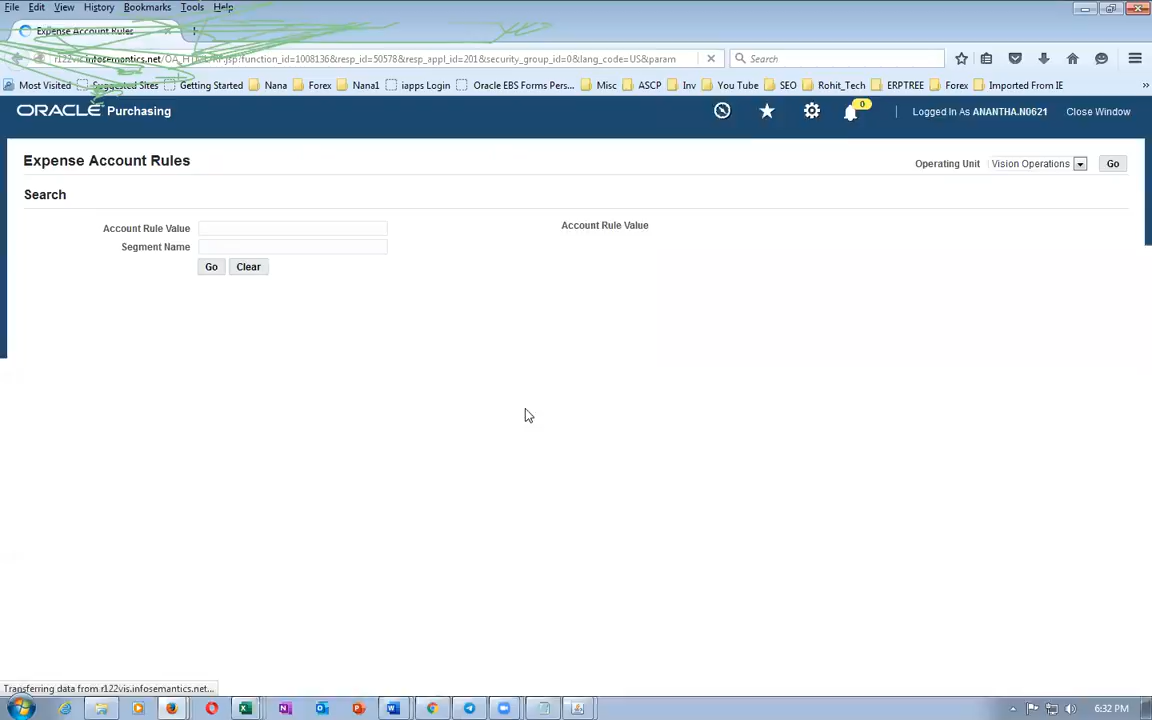 File Edit View History Bookmarks Tools Help
Expense Account Rules
infosemantics.net/OA_HTML/RF.jsp?function_id=1008136&resp_id=50578&resp_appl_id=201&security_group_id=0&lang_code=US&param Search
Most Visited Suggested Sites Getting Started Nana Forex Nana1 iapps Login Oracle EBS Forms Pers... Misc ASCP Inv You Tube SEO Rohit_Tech ERPTREE Forex Imported From IE »
ORACLE Purchasing 0 Logged In As ANANTHA.N0621 Close Window
Expense Account Rules Operating Unit Vision Operations Go
Search
Account Rule Value Account Rule Value
Segment Name
Go Clear
Transferring data from r122vis.infosemantics.net...
6:32 PM